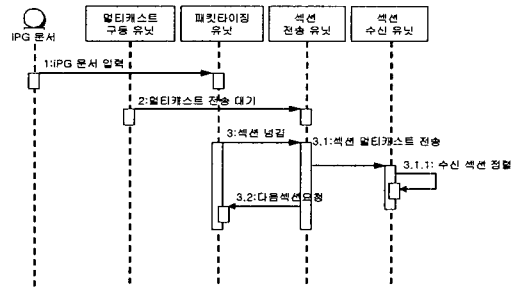 IPG 문서
멀티캐스트
구동 유닛
패킷타이징
유닛
섹션
전송 유닛
섹션
수신 유닛
1:IPG 문서 입력
2:멀티캐스트 전송 대기
3:섹션 넘김
3.1:섹션 멀티캐스트 전송
3.1.1: 수신 섹션 정렬
3.2:다음섹션요청